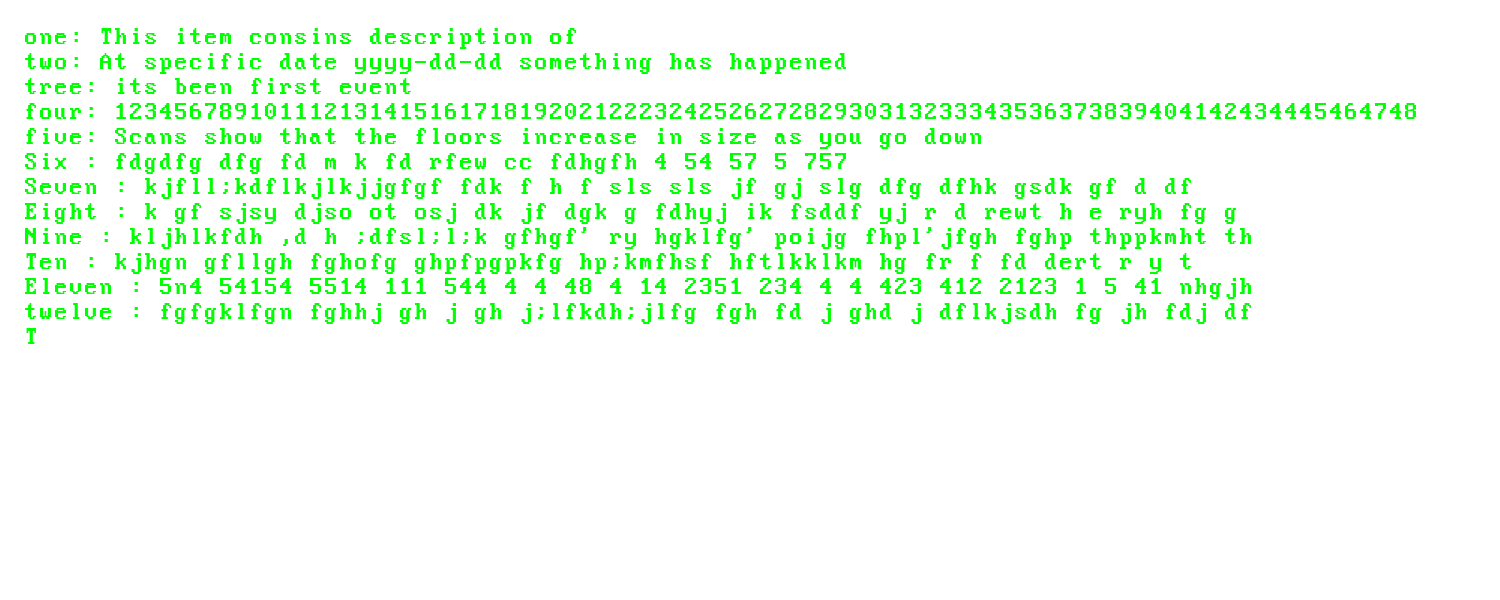 one: This item consins description of
two: At specific date yyyy-dd-dd something has happened
tree: its been first event
four: 123456789101112131415161718192021222324252627282930313233343536373839404142434445464748
five: Scans show that the floors increase in size as you go down
Six : fdgdfg dfg fd m k fd rfew cc fdhgfh 4 54 57 5 757
Seven : kjfll;kdflkjlkjjgfgf fdk f h f sls sls jf gj slg dfg dfhk gsdk gf d df
Eight : k gf sjsy djso ot osj dk jf dgk g fdhyj ik fsddf yj r d rewt h e ryh fg g
Nine : kljhlkfdh ,d h ;dfsl;l;k gfhgf' ry hgklfg' poijg fhpl'jfgh fghp thppkmht th
Ten : kjhgn gfllgh fghofg ghpfpgpkfg hp;kmfhsf hftlkklkm hg fr f fd dert r y t
Eleven : 5n4 54154 5514 111 544 4 4 48 4 14 2351 234 4 4 423 412 2123 1 5 41 nhgjh
twelve : fgfgklfgn fghhj gh j gh j;lfkdh;jlfg fgh fd j ghd j dflkjsdh fg jh fdj df
T